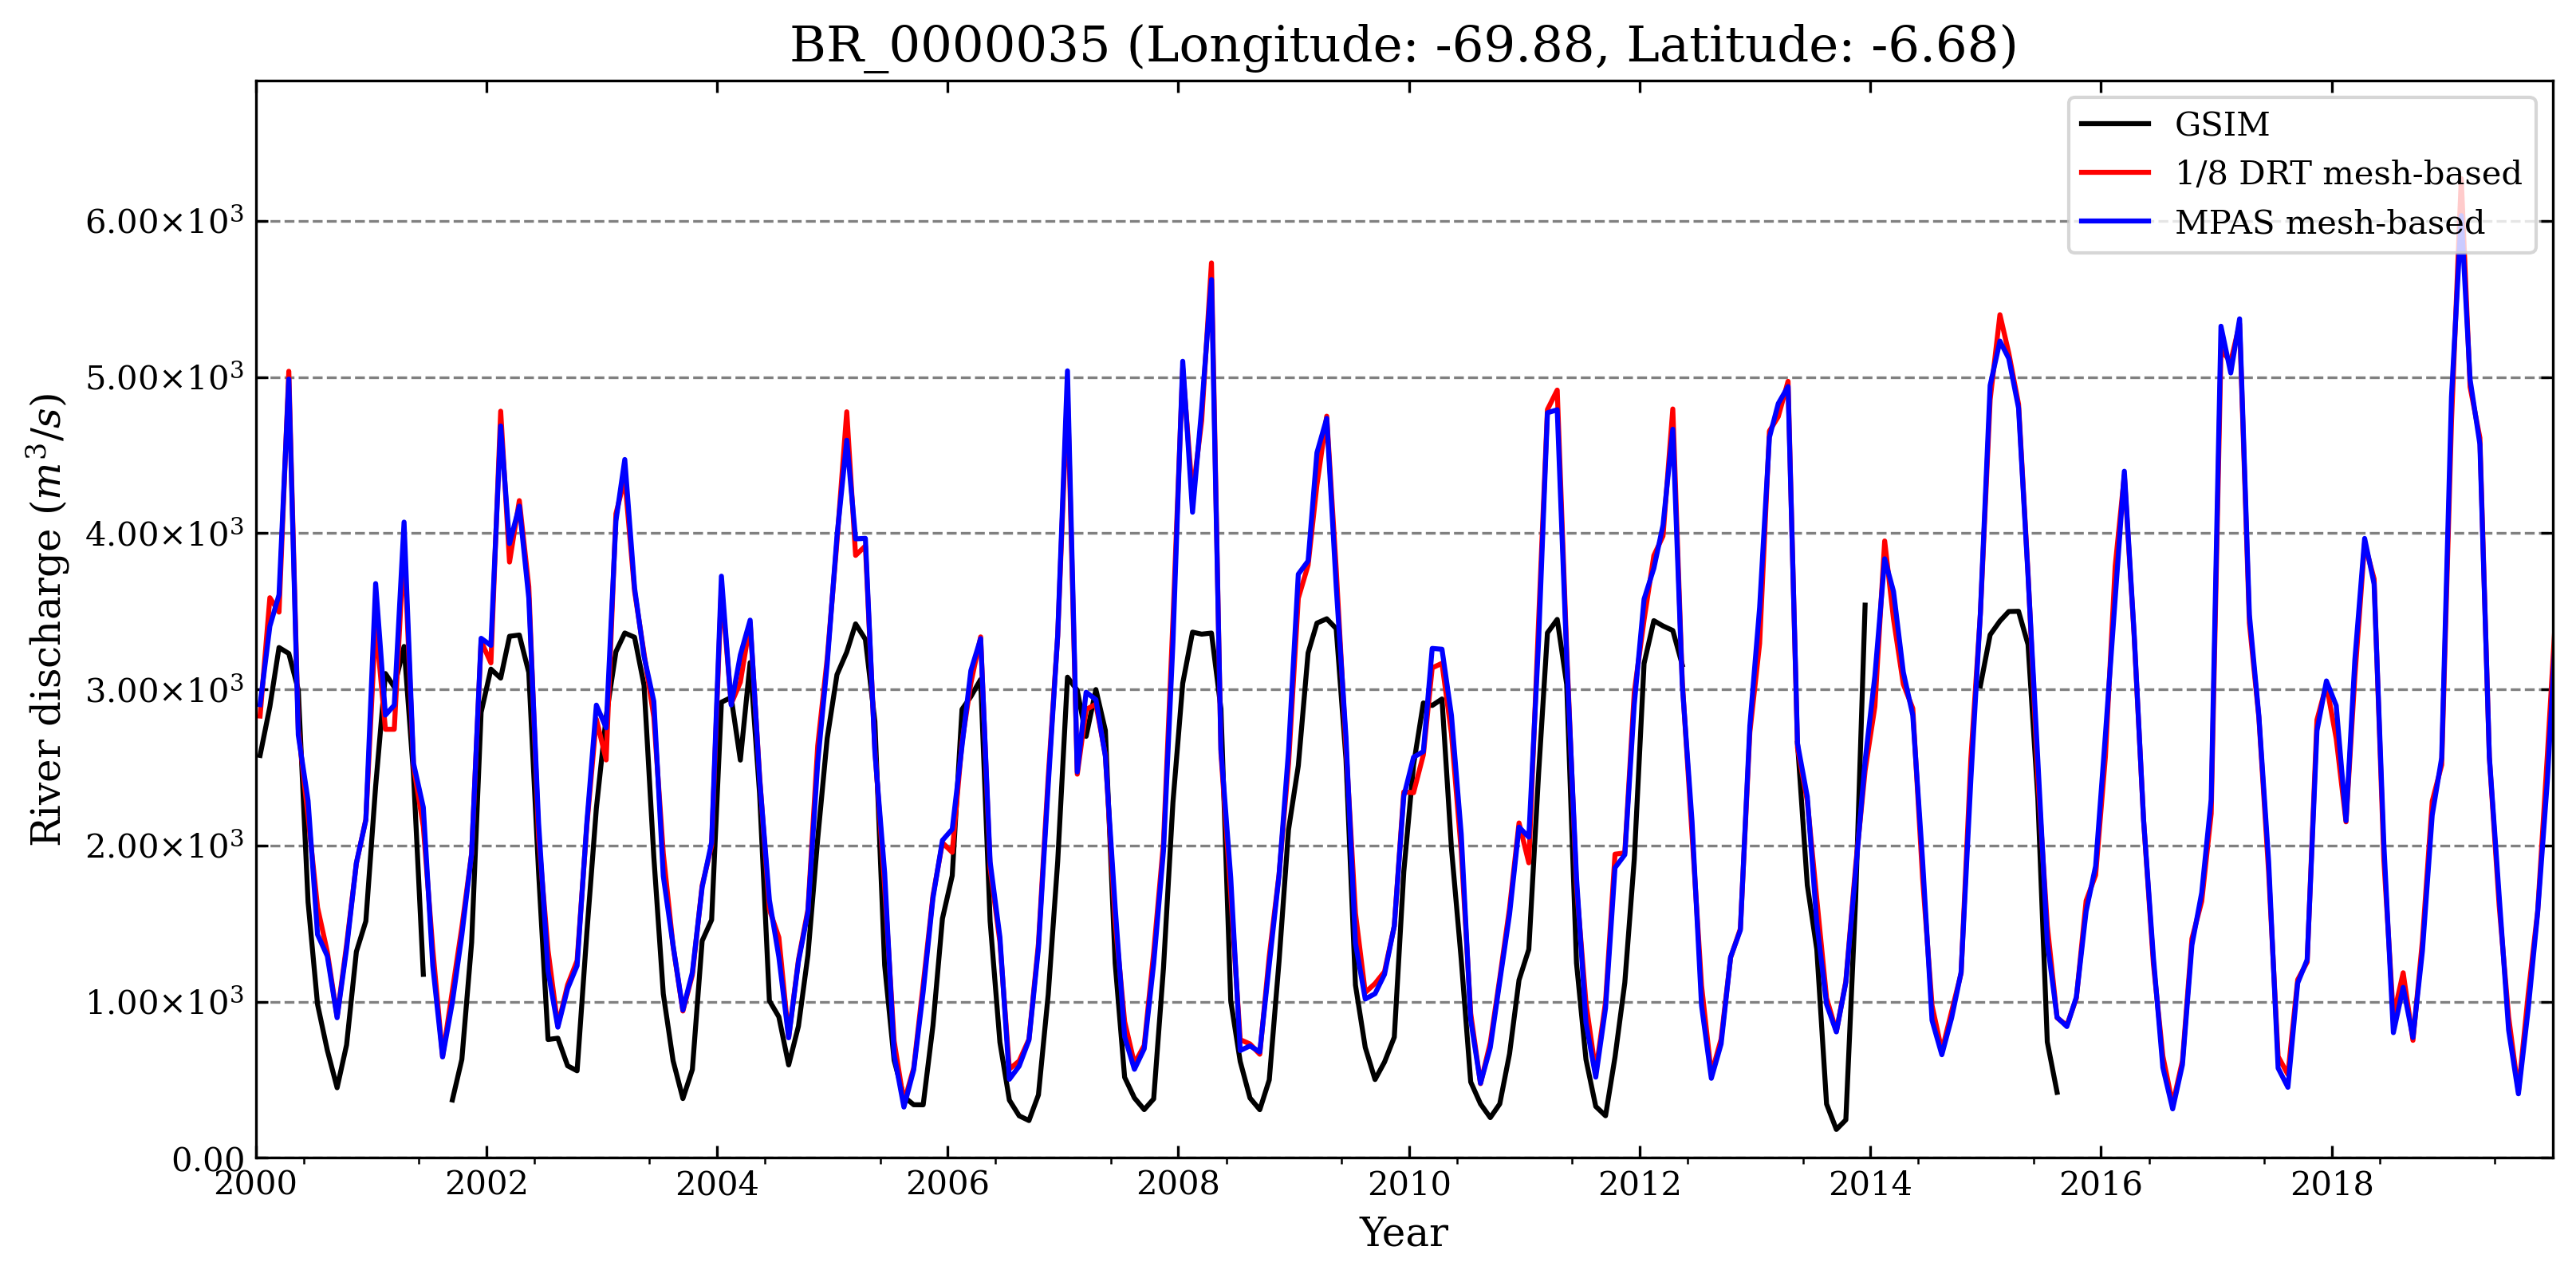 BR_0000035 (Longitude: -69.88, Latitude: -6.68)
GSIM
1/8 DRT mesh-based
MPAS mesh-based
River discharge (m³/s)
6.00×10³
5.00×10³
4.00×10³
3.00×10³
2.00×10³
1.00×10³
0.00
2000 2002 2004 2006 2008 2010 2012 2014 2016 2018
Year